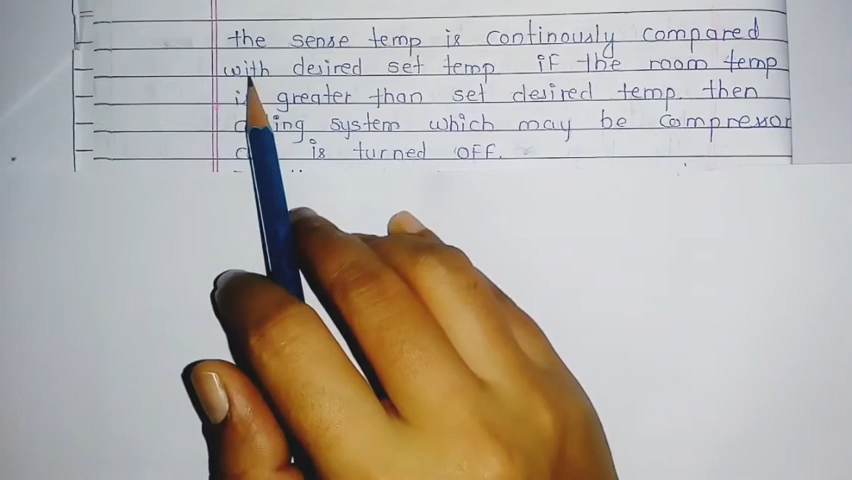 the sense temp is continously compared
with desired set temp if the room temp
is greater than set desired temp then
system which may be compressor
is turned OFF.